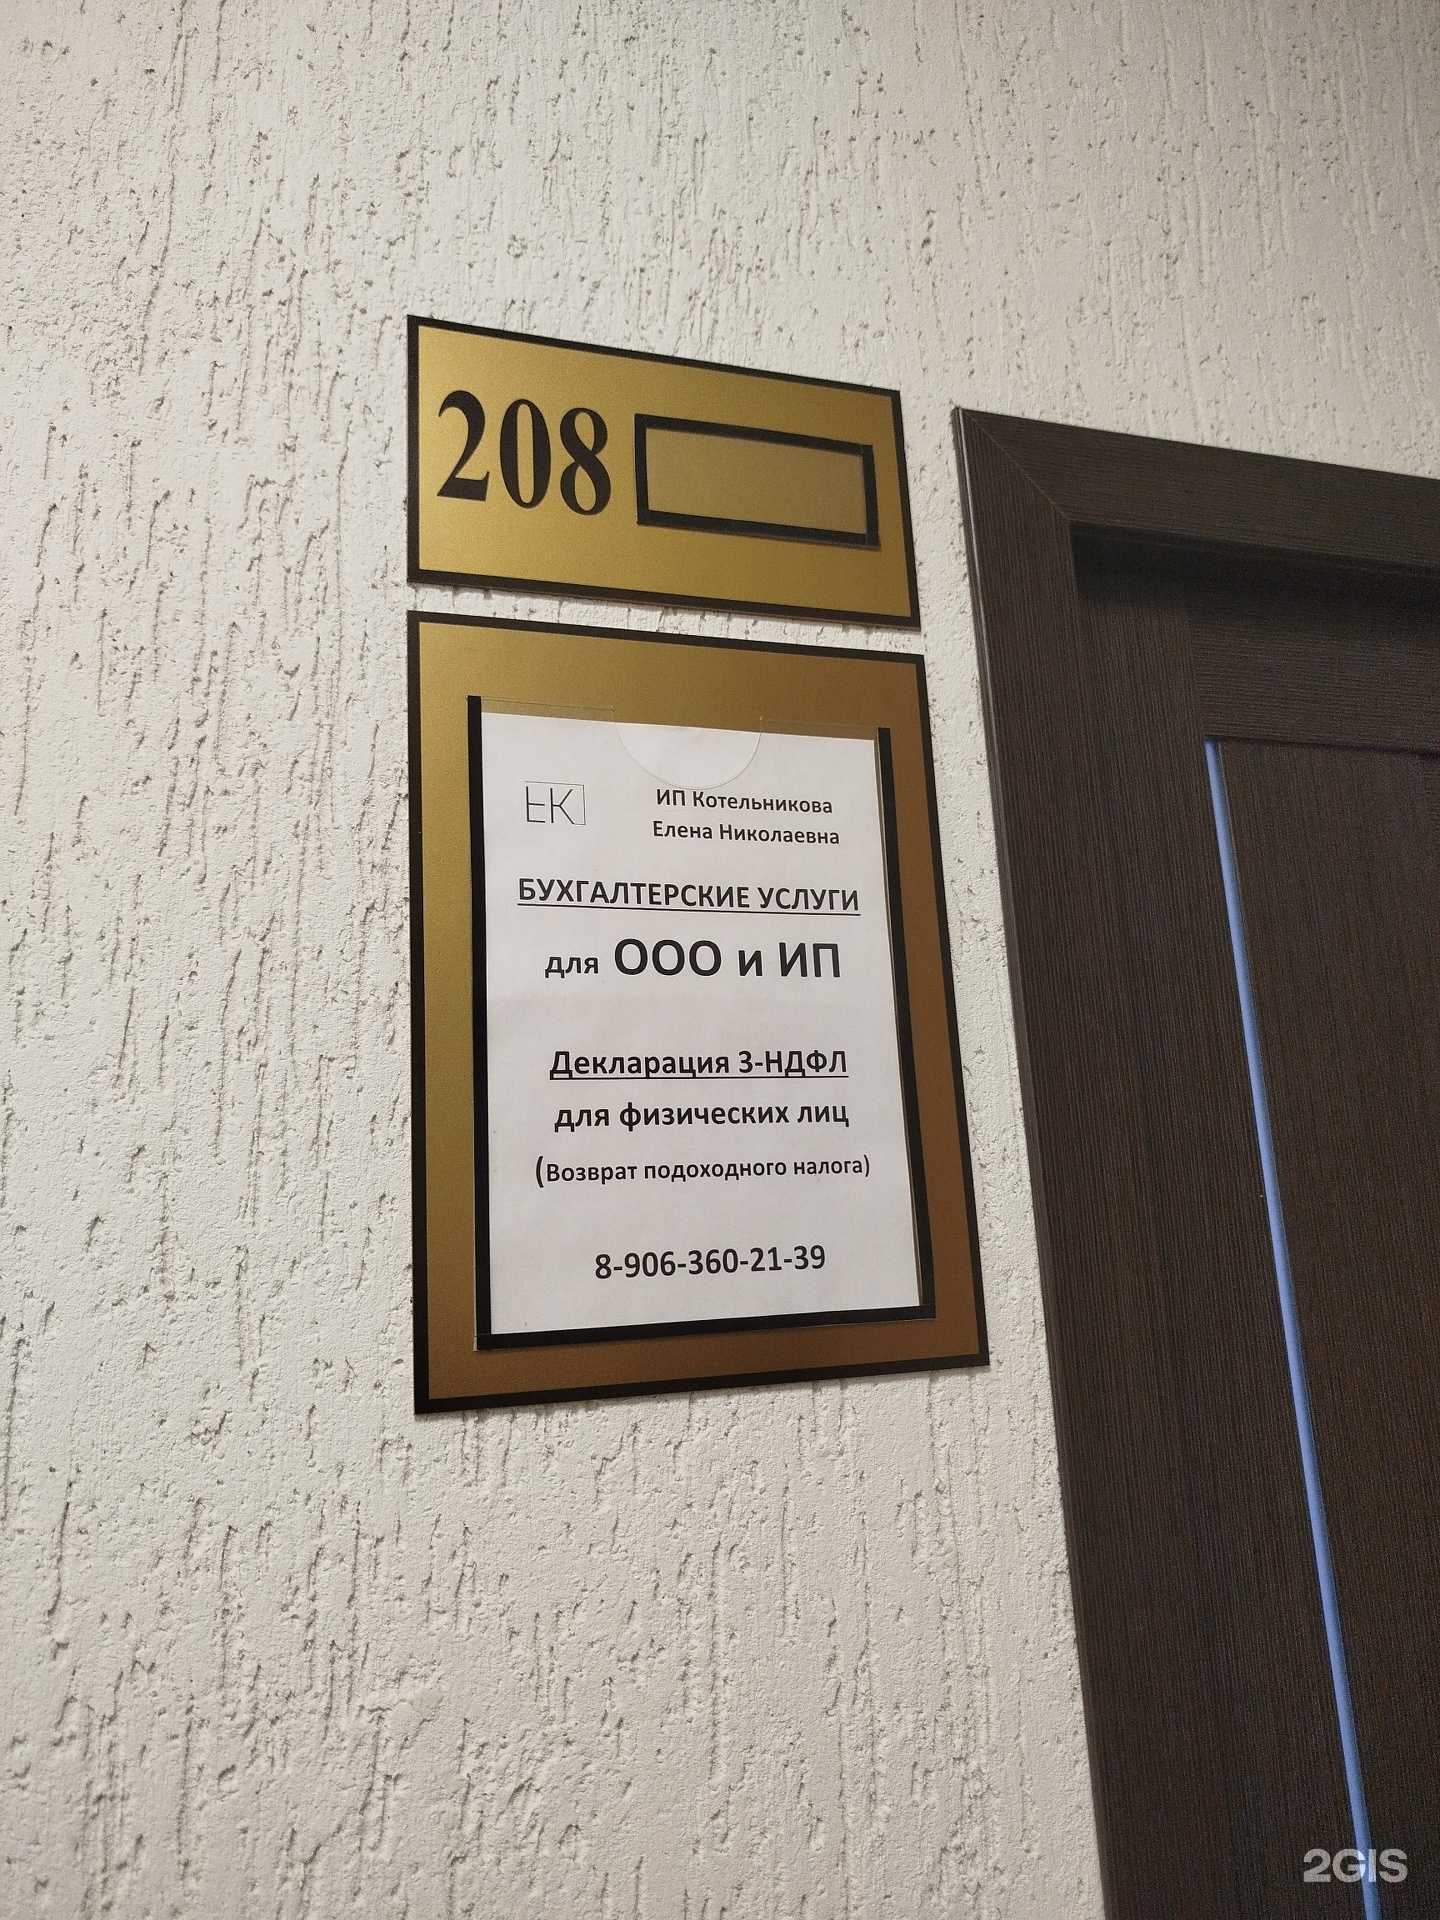 208
EK
ИП Котельникова
Елена Николаевна
БУХГАЛТЕРСКИЕ УСЛУГИ
для ООО и ИП
Декларация 3-НДФЛ
для физических лиц
(Возврат подоходного налога)
8-906-360-21-39
2GIS